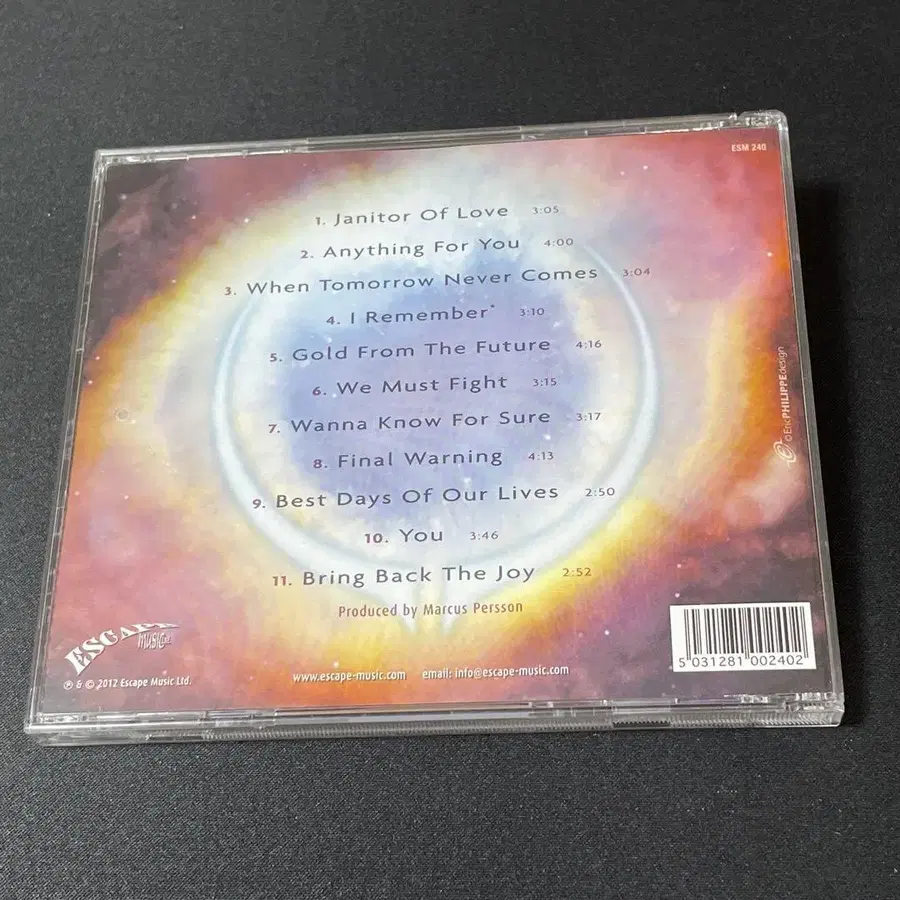 ESM 240
1. Janitor Of Love 3:05
2. Anything For You 4:00
3. When Tomorrow Never Comes 3:04
4. I Remember* 3:10
5. Gold From The Future 4:16
6. We Must Fight 3:15
7. Wanna Know For Sure 3:17
8. Final Warning 4:13
9. Best Days Of Our Lives 2:50
10. You 3:46
11. Bring Back The Joy 2:52
Produced by Marcus Persson
© Eric PHILIPPE design
ESCAPE
music
℗ & © 2012 Escape Music Ltd.
www.escape-music.com email: info@escape-music.com
5 031281 002402